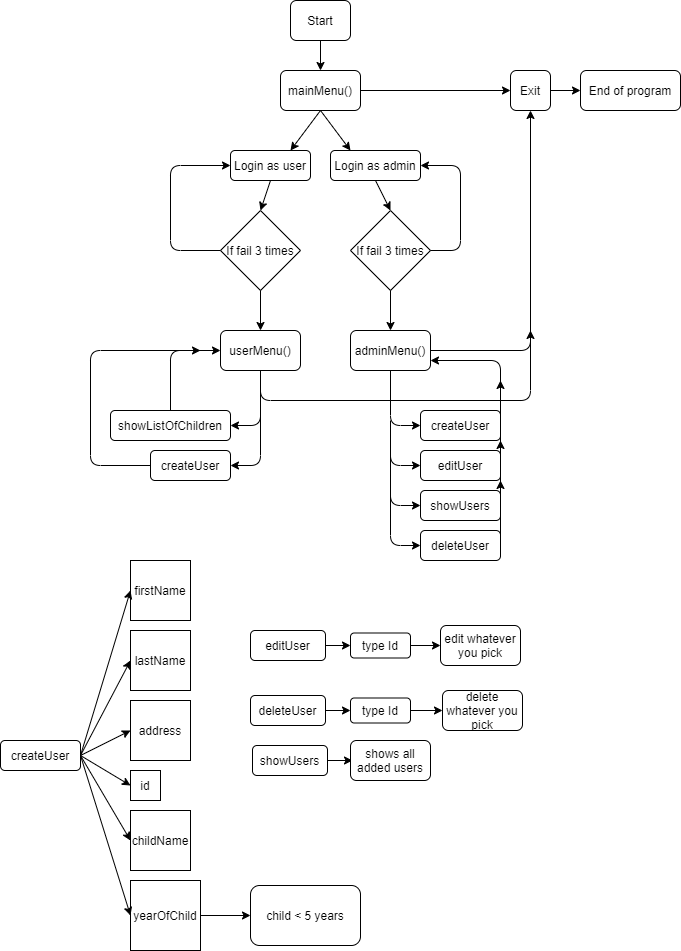 Start
mainMenu()
Exit
End of program
Login as user
Login as admin
If fail 3 times
If fail 3 times
userMenu()
adminMenu()
showListOfChildren
createUser
createUser
editUser
showUsers
deleteUser
firstName
lastName
address
createUser
id
childName
yearOfChild
child < 5 years
editUser
type Id
edit whatever
you pick
deleteUser
type Id
delete
whatever you
pick
showUsers
shows all
added users